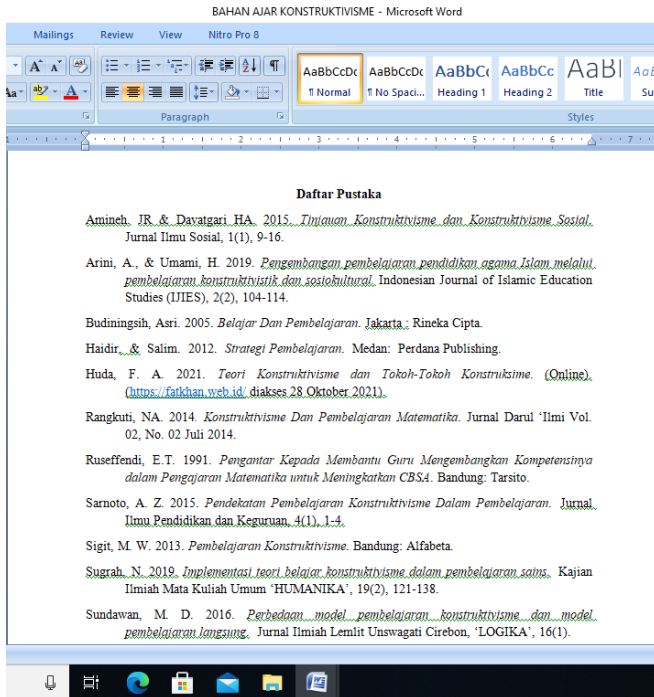 BAHAN AJAR KONSTRUKTIVISME - Microsoft Word
Mailings Review View Nitro Pro 8
AaBbCcDc AaBbCcDc AaBbC AaBbCc AaBl
¶ Normal ¶ No Spaci... Heading 1 Heading 2 Title Su
Paragraph Styles
1 2 3 4 5 6 7
Daftar Pustaka
Amineh, JR & Davatgari HA, 2015. Tinjauan Konstruktivisme dan Konstruktivisme Sosial.
Jurnal Ilmu Sosial, 1(1), 9-16.
Arini, A., & Umami, H. 2019. Pengembangan pembelajaran pendidikan agama Islam melalui
pembelajaran konstruktivistik dan sosiokultural. Indonesian Journal of Islamic Education
Studies (IJIES), 2(2), 104-114.
Budiningsih, Asri. 2005. Belajar Dan Pembelajaran. Jakarta : Rineka Cipta.
Haidir, & Salim. 2012. Strategi Pembelajaran. Medan: Perdana Publishing.
Huda, F. A. 2021. Teori Konstruktivisme dan Tokoh-Tokoh Konstruksime. (Online),
(https://fatkhan.web.id/ diakses 28 Oktober 2021).
Rangkuti, NA. 2014. Konstruktivisme Dan Pembelajaran Matematika. Jurnal Darul ‘Ilmi Vol.
02, No. 02 Juli 2014.
Ruseffendi, E.T. 1991. Pengantar Kepada Membantu Guru Mengembangkan Kompetensinya
dalam Pengajaran Matematika untuk Meningkatkan CBSA. Bandung: Tarsito.
Sarnoto, A. Z. 2015. Pendekatan Pembelajaran Konstruktivisme Dalam Pembelajaran. Jurnal
Ilmu Pendidikan dan Keguruan, 4(1), 1-4.
Sigit, M. W. 2013. Pembelajaran Konstruktivisme. Bandung: Alfabeta.
Sugrah, N. 2019. Implementasi teori belajar konstruktivisme dalam pembelajaran sains. Kajian
Ilmiah Mata Kuliah Umum ‘HUMANIKA’, 19(2), 121-138.
Sundawan, M. D. 2016. Perbedaan model pembelajaran konstruktivisme dan model
pembelajaran langsung. Jurnal Ilmiah Lemlit Unswagati Cirebon, ‘LOGIKA’, 16(1).